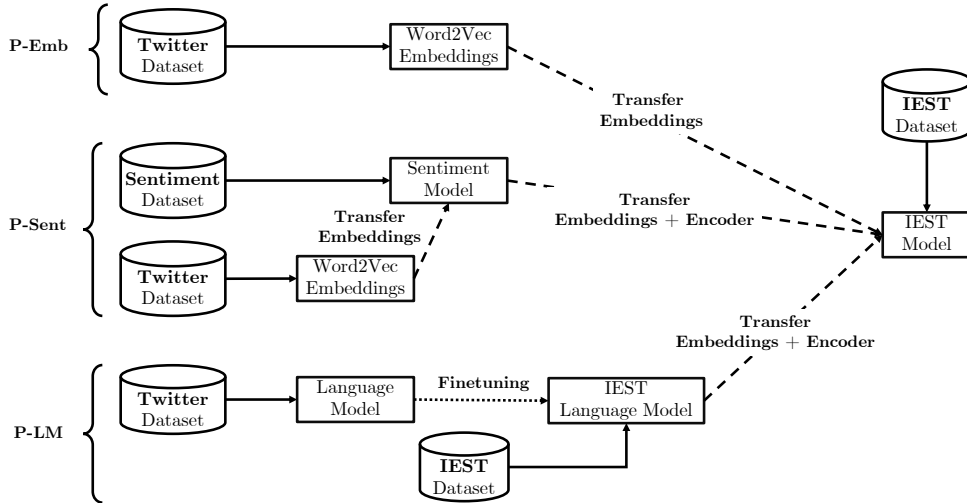 P-Emb
Twitter
Dataset
Word2Vec
Embeddings
Transfer
Embeddings
IEST
Dataset
P-Sent
Sentiment
Dataset
Sentiment
Model
Transfer
Embeddings
Transfer
Embeddings + Encoder
IEST
Model
Twitter
Dataset
Word2Vec
Embeddings
Transfer
Embeddings + Encoder
P-LM
Twitter
Dataset
Language
Model
Finetuning
IEST
Language Model
IEST
Dataset